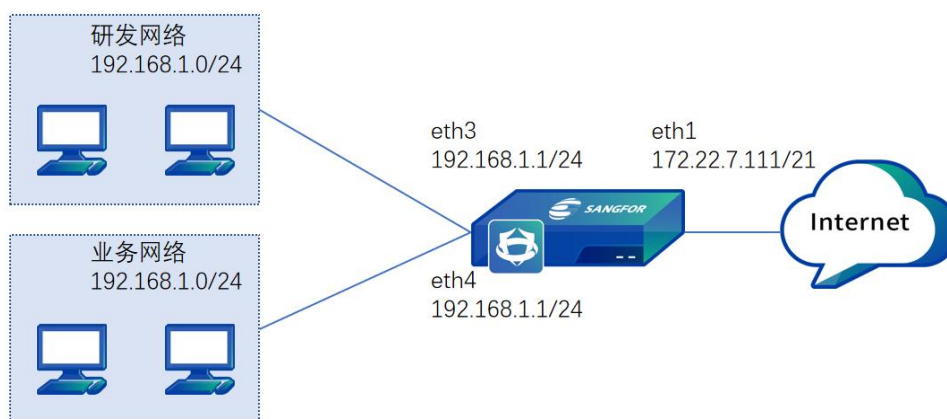 研发网络
192.168.1.0/24
eth3
192.168.1.1/24
eth1
172.22.7.111/21
SANGFOR
Internet
业务网络
192.168.1.0/24
eth4
192.168.1.1/24